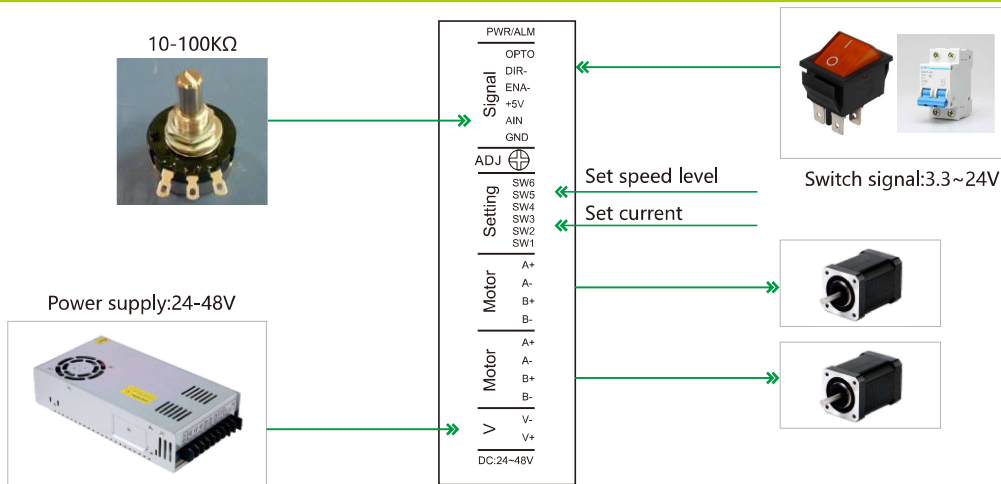 10-100KΩ
Power supply:24-48V
PWR/ALM
Signal
OPTO
DIR-
ENA-
+5V
AIN
GND
ADJ
Setting
SW6
SW5
SW4
SW3
SW2
SW1
Motor
A+
A-
B+
B-
Motor
A+
A-
B+
B-
V
V-
V+
DC:24~48V
Switch signal:3.3~24V
Set speed level
Set current